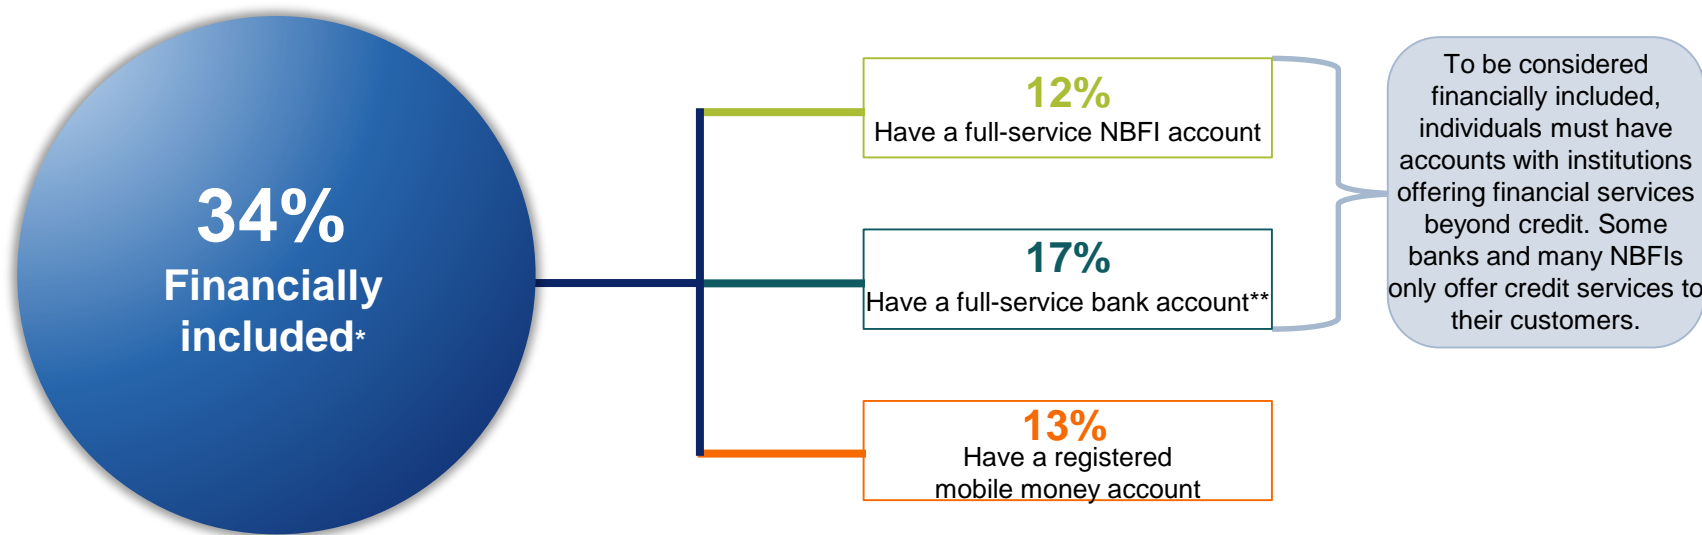 34%
Financially
included*
12%
Have a full-service NBFI account
17%
Have a full-service bank account**
13%
Have a registered
mobile money account
To be considered
financially included,
individuals must have
accounts with institutions
offering financial services
beyond credit. Some
banks and many NBFIs
only offer credit services to
their customers.